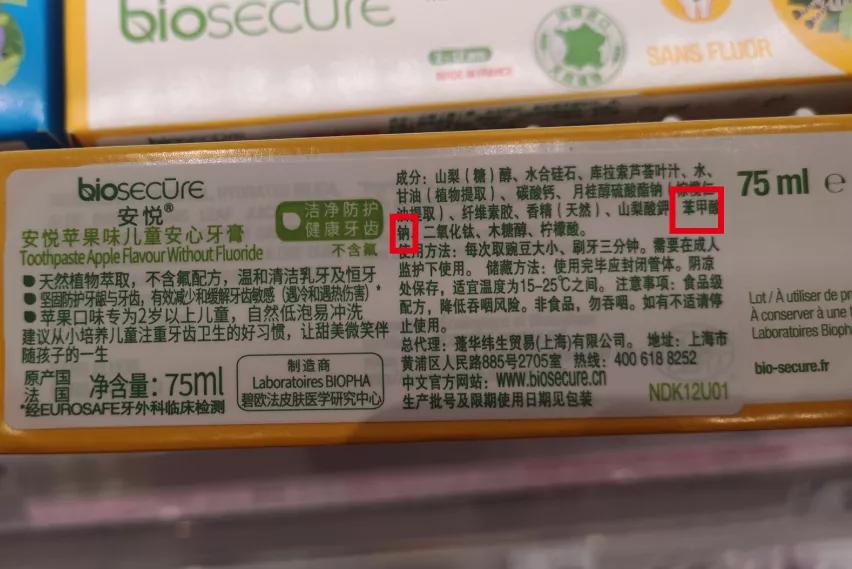 biosecure
SANS FLUOR
biosecure
安悦®
洁净防护
健康牙齿
安悦苹果味儿童安心牙膏
Toothpaste Apple Flavour Without Fluoride
不含氟
●天然植物萃取，不含氟配方，温和清洁乳牙及恒牙
●坚固防护牙龈与牙齿，有效减少和缓解牙齿敏感（遇冷和遇热伤害）*
●苹果口味专为2岁以上儿童，自然低泡易冲洗
建议从小培养儿童注重牙齿卫生的好习惯，让甜美微笑伴
随孩子的一生
原产国
法 国
净含量：75ml
制造商
Laboratoires BIOPHA
碧欧法皮肤医学研究中心
*经EUROSAFE牙外科临床检测
成分：山梨（糖）醇、水合硅石、库拉索芦荟叶汁、水、
甘油（植物提取）、碳酸钙、月桂醇硫酸酯钠（棕榈仁
油提取）、纤维素胶、香精（天然）、山梨酸钾、苯甲酸
钠、二氧化钛、木糖醇、柠檬酸。
使用方法：每次取豌豆大小、刷牙三分钟。需要在成人
监护下使用。 储藏方法：使用完毕应封闭管体。阴凉
处保存，适宜温度为15-25℃之间。注意事项：食品级
配方，降低吞咽风险。非食品，勿吞咽。如有不适请停
止使用。
总代理：蓬华纬生贸易(上海)有限公司。 地址：上海市
黄浦区人民路885号2705室 热线：400 618 8252
中文官方网站：www.biosecure.cn
生产批号及限期使用日期见包装
NDK12U01
75 ml ℮
Lot / À utiliser de pr
À conserver à une t
Laboratoires Bioph
bio-secure.fr